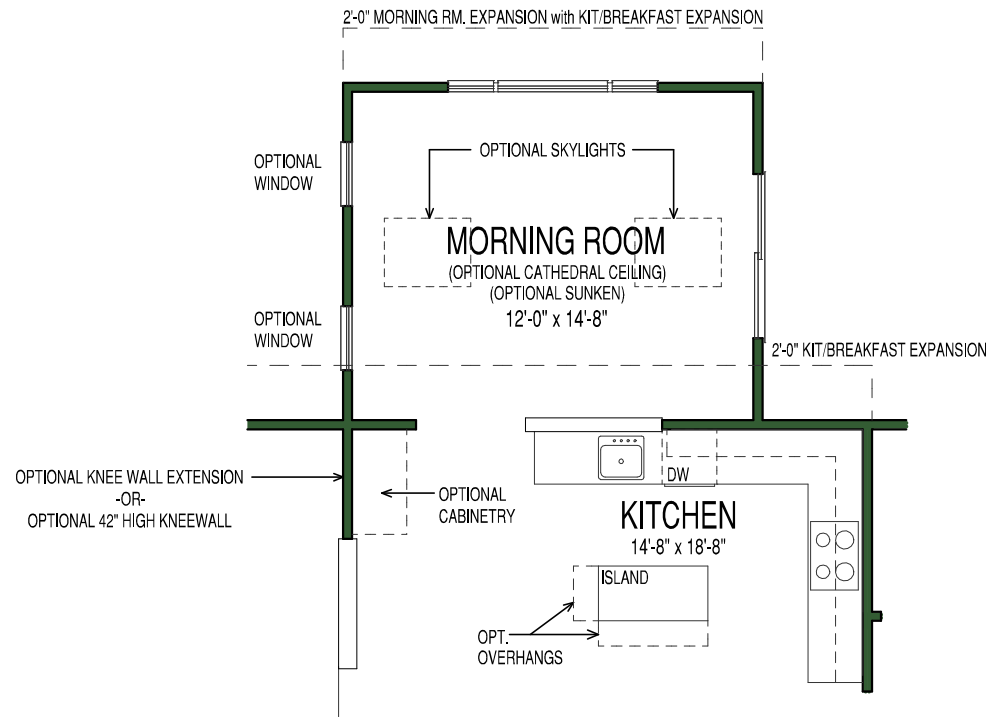 2'-0" MORNING RM. EXPANSION with KIT/BREAKFAST EXPANSION
OPTIONAL SKYLIGHTS
OPTIONAL
WINDOW
MORNING ROOM
(OPTIONAL CATHEDRAL CEILING)
(OPTIONAL SUNKEN)
12'-0" x 14'-8"
OPTIONAL
WINDOW
2'-0" KIT/BREAKFAST EXPANSION
OPTIONAL KNEE WALL EXTENSION
-OR-
OPTIONAL 42" HIGH KNEEWALL
OPTIONAL
CABINETRY
DW
KITCHEN
14'-8" x 18'-8"
ISLAND
OPT.
OVERHANGS